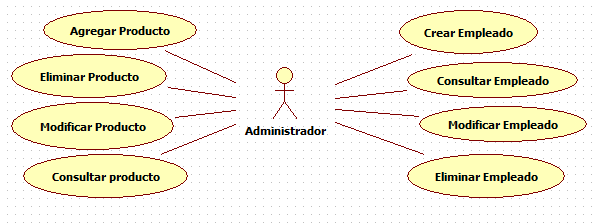 Agregar Producto
Eliminar Producto
Modificar Producto
Consultar producto
Administrador
Crear Empleado
Consultar Empleado
Modificar Empleado
Eliminar Empleado